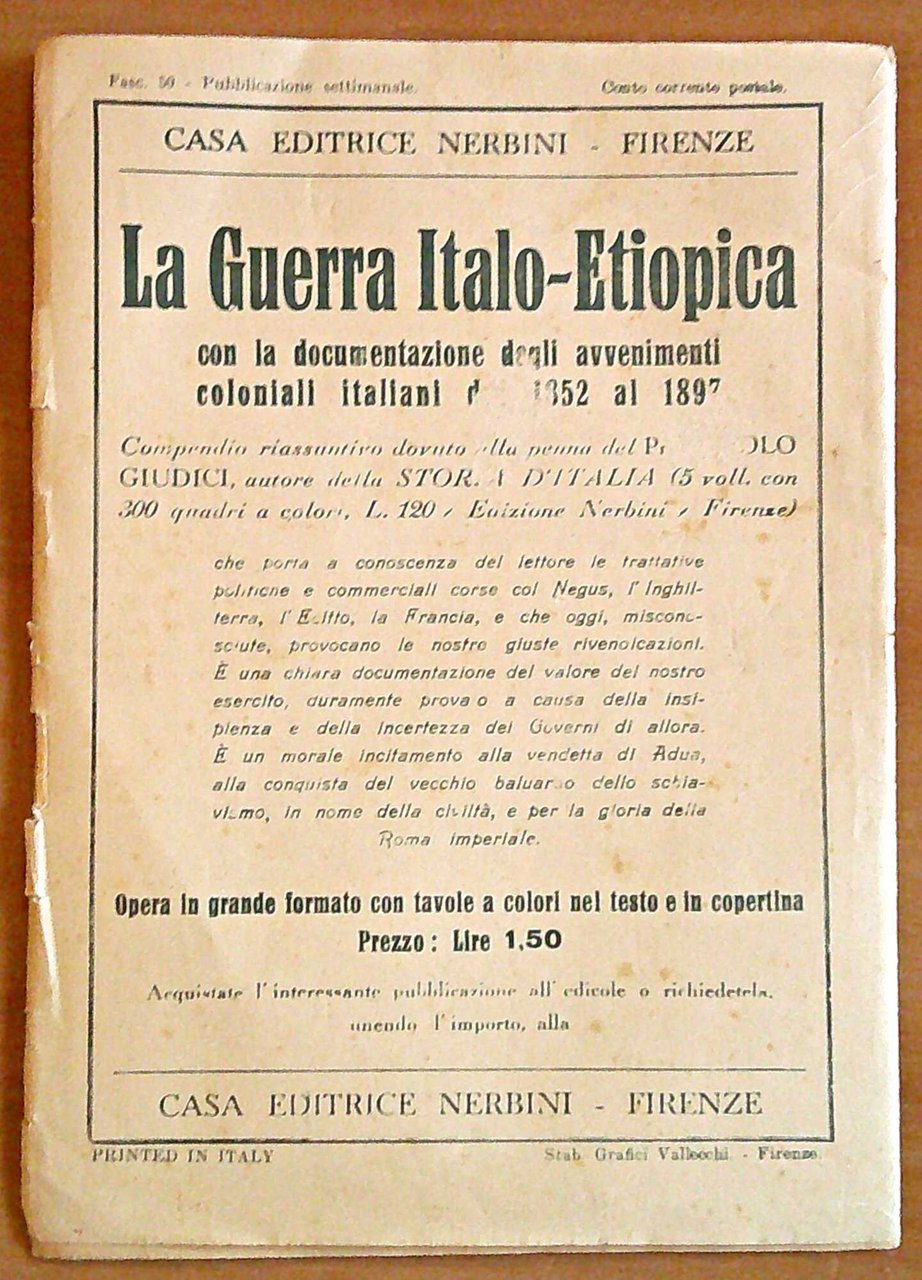 Fasc. 50 - Pubblicazione settimanale. Conto corrente postale.
CASA EDITRICE NERBINI - FIRENZE
La Guerra Italo-Etiopica
con la documentazione degli avvenimenti
coloniali italiani 1852 al 1897
Compendio riassuntivo dovuto alla penna del
GIUDICI, autore della STORIA D'ITALIA (5 voll. con
300 quadri a colori, L. 120 / Edizione Nerbini / Firenze)
che porta a conoscenza del lettore le trattative
politiche e commerciali corse col Negus, l'Inghil-
terra, l'Egitto, la Francia, e che oggi, miscono-
sciute, provocano le nostre giuste rivendicazioni.
È una chiara documentazione del valore del nostro
esercito, duramente provato a causa della insi-
pienza e della incertezza dei Governi di allora.
È un morale incitamento alla vendetta di Adua,
alla conquista del vecchio baluardo dello schia-
vismo, in nome della civiltà, e per la gloria della
Roma imperiale.
Opera in grande formato con tavole a colori nel testo e in copertina
Prezzo: Lire 1,50
Acquistate l'interessante pubblicazione all'edicole o richiedetela,
unendo l'importo, alla
CASA EDITRICE NERBINI - FIRENZE
PRINTED IN ITALY Stab. Grafici Vallecchi - Firenze.